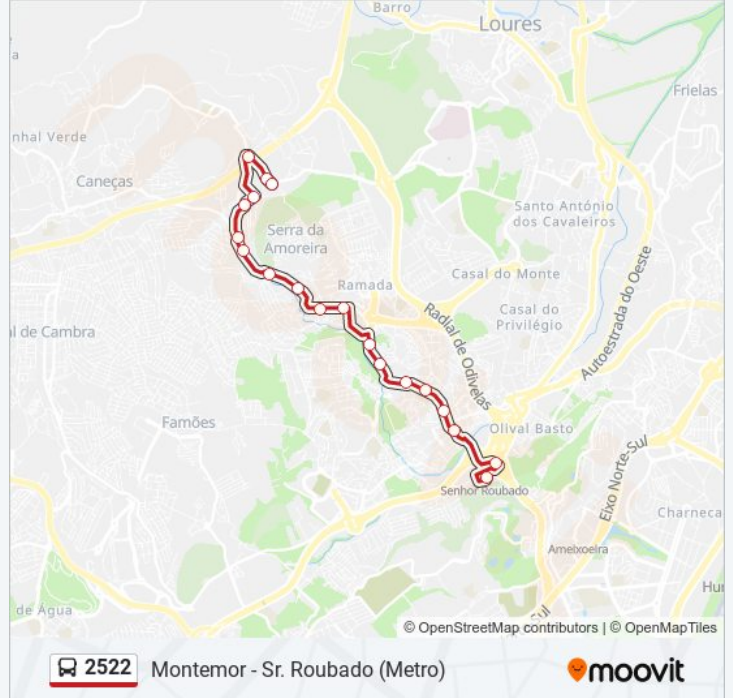 Barro
Loures
a
Frielas
nhal Verde
Caneças
Santo António
dos Cavaleiros
Serra da
Amoreira
Casal do Monte
Ramada
Autoestrada do Oeste
Casal do
Privilégio
Radial de Odivelas
al de Cambra
Famões
Olival Basto
Eixo Norte-Sul
Senhor Roubado
Charneca
Ameixoeira
Hu
de Água
Sul
© OpenStreetMap contributors | © OpenMapTiles
2522 Montemor - Sr. Roubado (Metro)
moovit